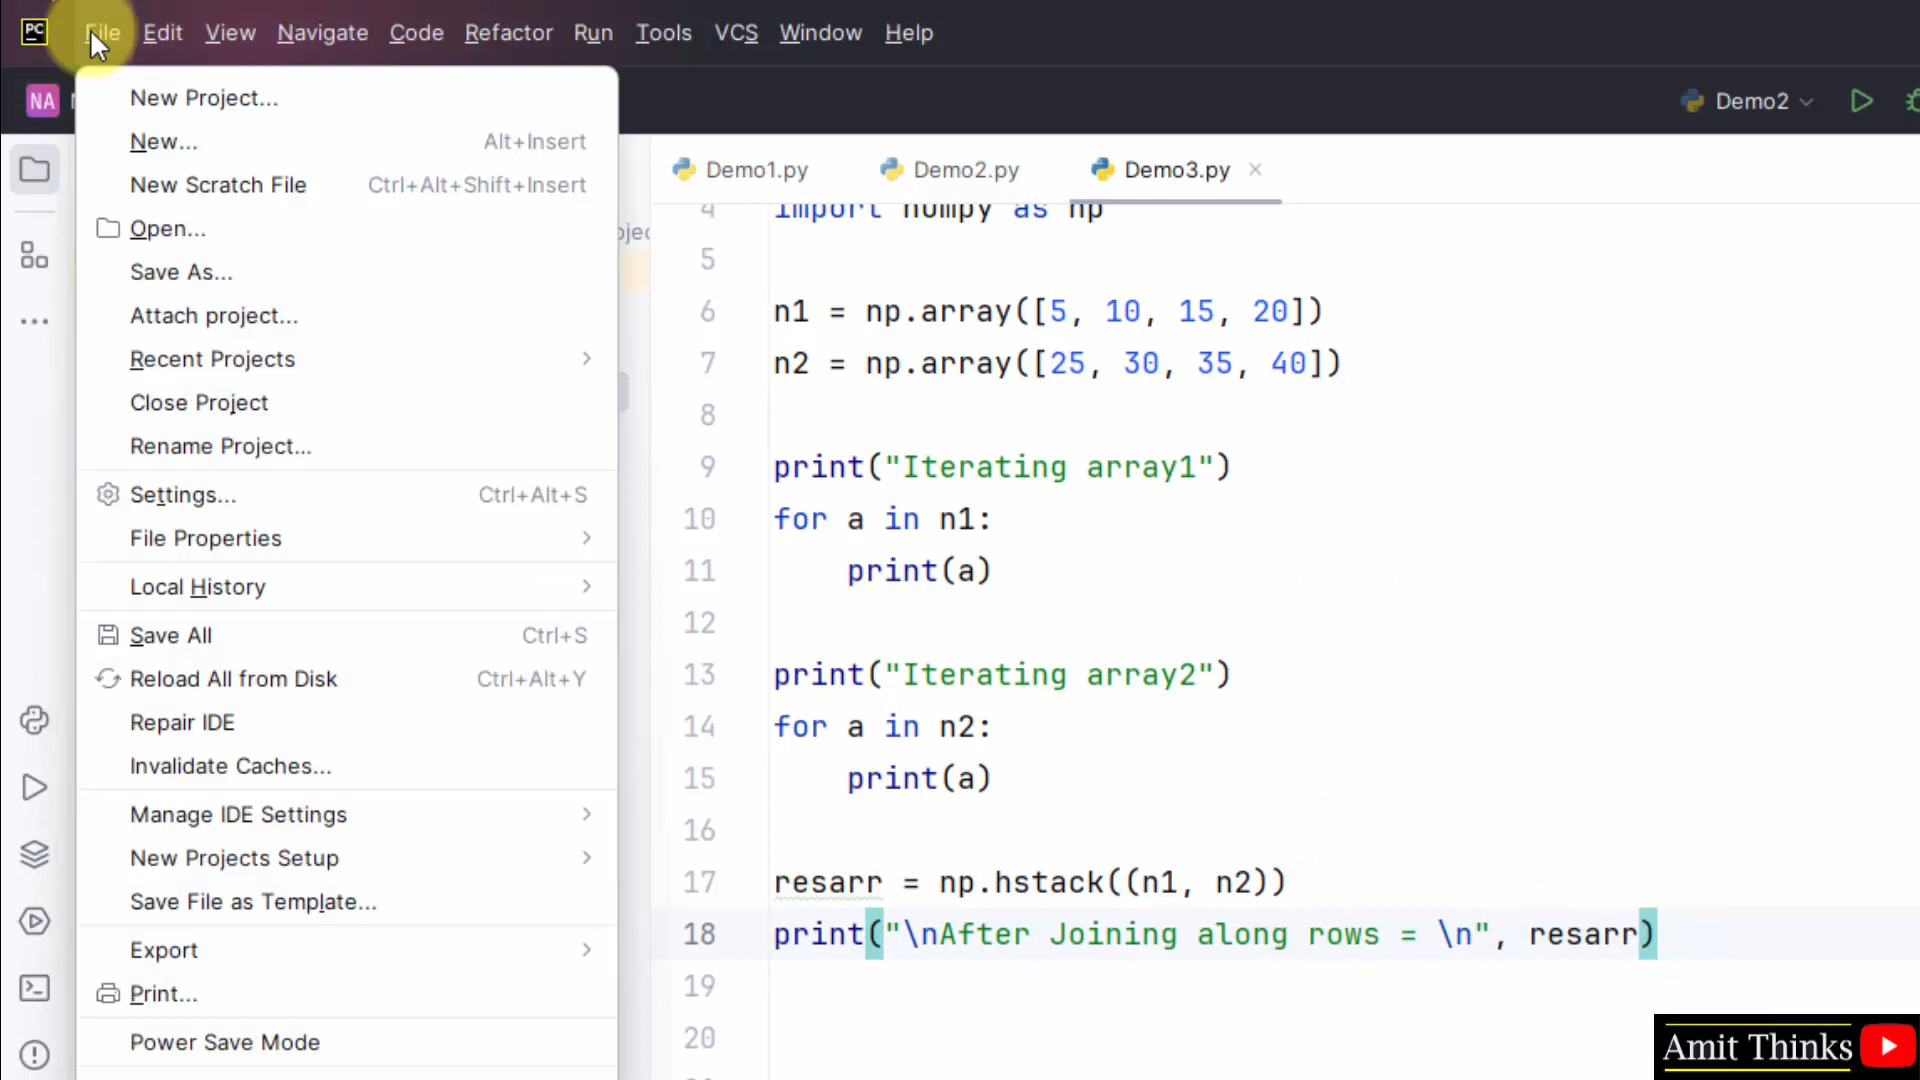 PC File Edit View Navigate Code Refactor Run Tools VCS Window Help
NA
Demo2
New Project...
New... Alt+Insert
New Scratch File Ctrl+Alt+Shift+Insert
Open...
Save As...
Attach project...
Recent Projects
Close Project
Rename Project...
Settings... Ctrl+Alt+S
File Properties
Local History
Save All Ctrl+S
Reload All from Disk Ctrl+Alt+Y
Repair IDE
Invalidate Caches...
Manage IDE Settings
New Projects Setup
Save File as Template...
Export
Print...
Power Save Mode
Demo1.py Demo2.py Demo3.py
4 import numpy as np
5
6 n1 = np.array([5, 10, 15, 20])
7 n2 = np.array([25, 30, 35, 40])
8
9 print("Iterating array1")
10 for a in n1:
11 print(a)
12
13 print("Iterating array2")
14 for a in n2:
15 print(a)
16
17 resarr = np.hstack((n1, n2))
18 print("\nAfter Joining along rows = \n", resarr)
19
20
Amit Thinks